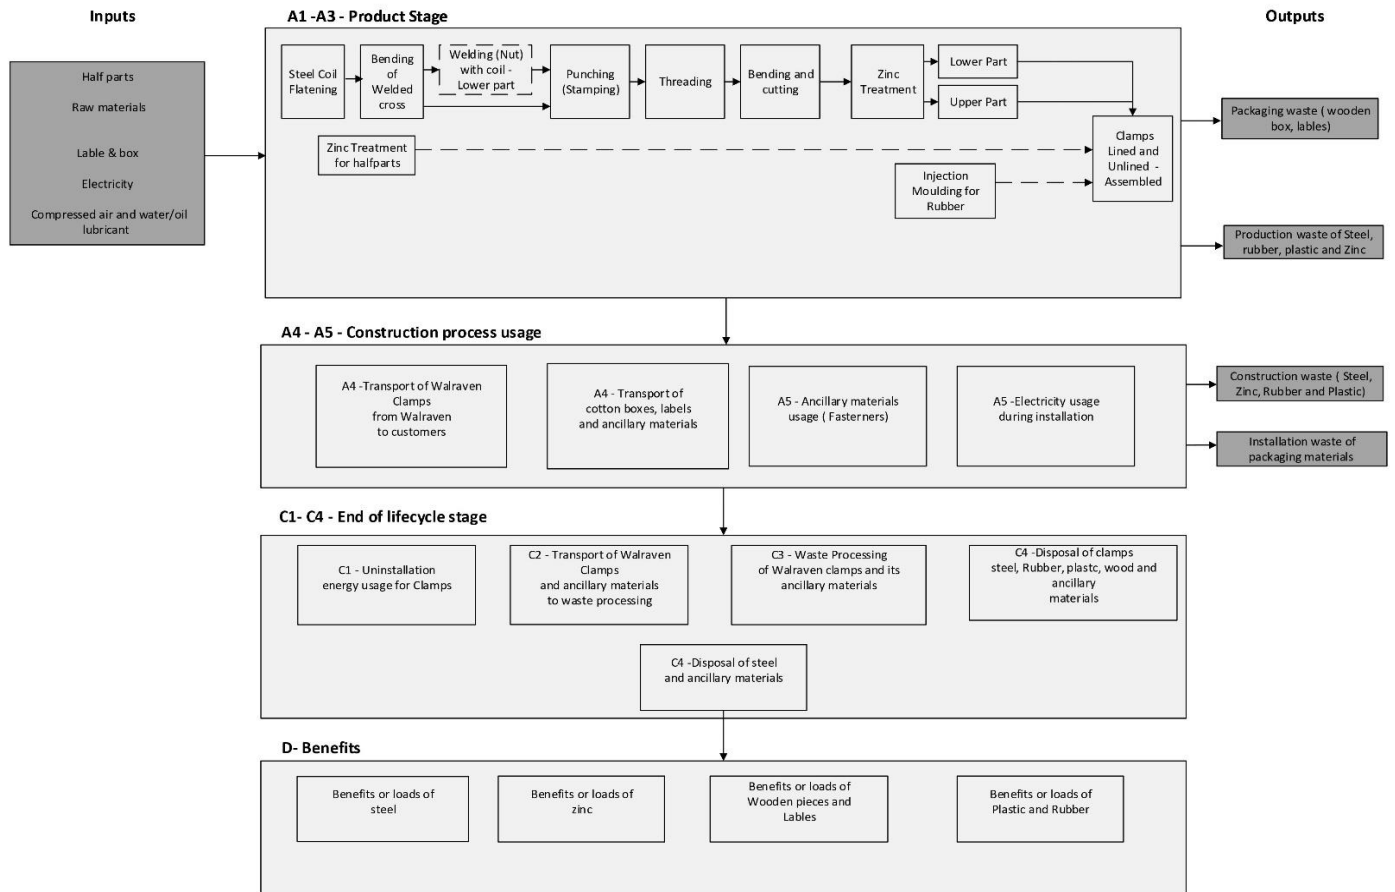 Inputs
A1 -A3 - Product Stage
Outputs
Half parts
Raw materials
Lable & box
Electricity
Compressed air and water/oil
lubricant
Steel Coil
Flatening
Bending
of
Welded
cross
Welding (Nut)
with coil -
Lower part
Punching
(Stamping)
Threading
Bending and
cutting
Zinc
Treatment
Lower Part
Upper Part
Zinc Treatment
for halfparts
Injection
Moulding for
Rubber
Clamps
Lined and
Unlined -
Assembled
Packaging waste ( wooden
box, lables)
Production waste of Steel,
rubber, plastic and Zinc
A4 - A5 - Construction process usage
A4 -Transport of Walraven
Clamps
from Walraven
to customers
A4 - Transport of
cotton boxes, labels
and ancillary materials
A5 - Ancillary materials
usage ( Fasterners)
A5 -Electricity usage
during installation
Construction waste ( Steel,
Zinc, Rubber and Plastic)
Installation waste of
packaging materials
C1- C4 - End of lifecycle stage
C1 - Uninstallation
energy usage for Clamps
C2 - Transport of Walraven
Clamps
and ancillary materials
to waste processing
C3 - Waste Processing
of Walraven clamps and its
ancillary materials
C4 -Disposal of clamps
steel, Rubber, plastc, wood and
ancillary
materials
C4 -Disposal of steel
and ancillary materials
D- Benefits
Benefits or loads of
steel
Benefits or loads of
zinc
Benefits or loads of
Wooden pieces and
Lables
Benefits or loads of
Plastic and Rubber